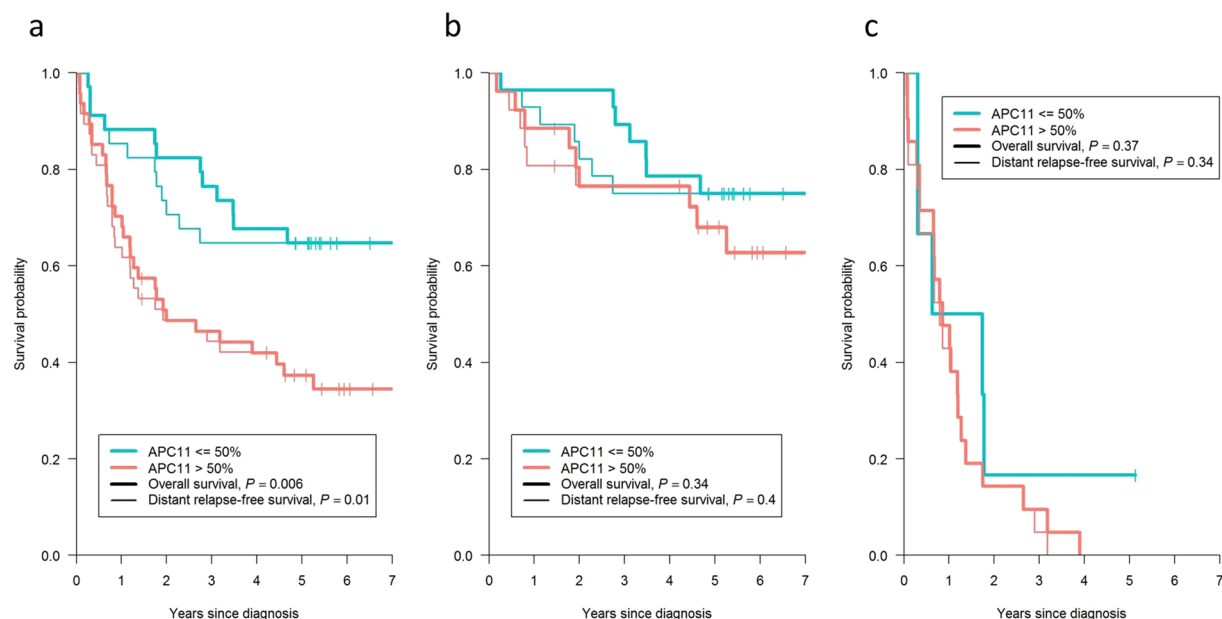 a
1.0
0.8
0.6
0.4
0.2
0.0
Survival probability
APC11 <= 50%
APC11 > 50%
Overall survival, P = 0.006
Distant relapse-free survival, P = 0.01
0 1 2 3 4 5 6 7
Years since diagnosis
b
1.0
0.8
0.6
0.4
0.2
0.0
Survival probability
APC11 <= 50%
APC11 > 50%
Overall survival, P = 0.34
Distant relapse-free survival, P = 0.4
0 1 2 3 4 5 6 7
Years since diagnosis
c
1.0
0.8
0.6
0.4
0.2
0.0
Survival probability
APC11 <= 50%
APC11 > 50%
Overall survival, P = 0.37
Distant relapse-free survival, P = 0.34
0 1 2 3 4 5 6 7
Years since diagnosis